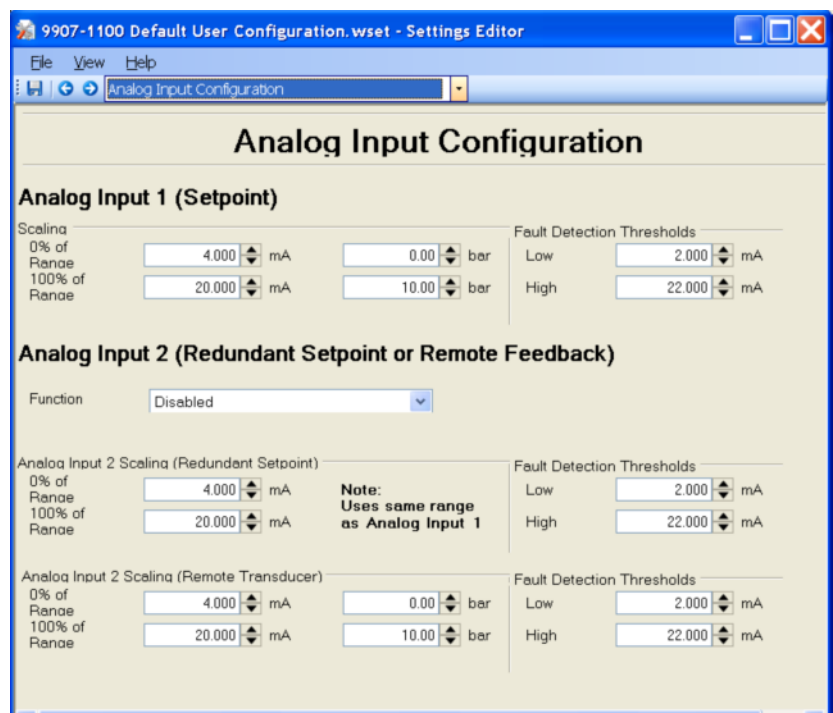 9907-1100 Default User Configuration.wset - Settings Editor
File View Help
Analog Input Configuration
Analog Input Configuration
Analog Input 1 (Setpoint)
Scaling
Fault Detection Thresholds
0% of Range 4.000 mA 0.00 bar Low 2.000 mA
100% of Range 20.000 mA 10.00 bar High 22.000 mA
Analog Input 2 (Redundant Setpoint or Remote Feedback)
Function Disabled
Analog Input 2 Scaling (Redundant Setpoint)
Fault Detection Thresholds
0% of Range 4.000 mA Low 2.000 mA
100% of Range 20.000 mA High 22.000 mA
Note:
Uses same range
as Analog Input 1
Analog Input 2 Scaling (Remote Transducer)
Fault Detection Thresholds
0% of Range 4.000 mA 0.00 bar Low 2.000 mA
100% of Range 20.000 mA 10.00 bar High 22.000 mA